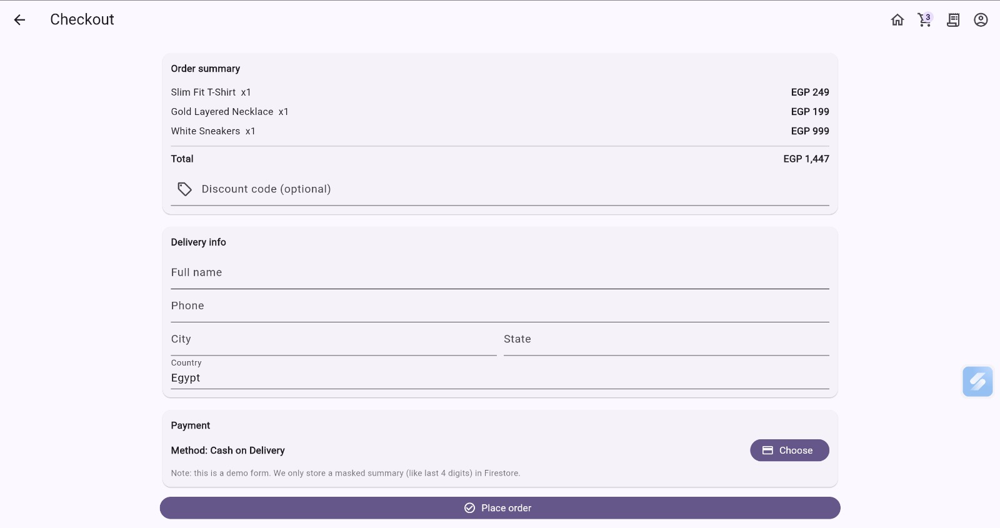 Checkout
3
Order summary
Slim Fit T-Shirt x1 EGP 249
Gold Layered Necklace x1 EGP 199
White Sneakers x1 EGP 999
Total EGP 1,447
Discount code (optional)
Delivery info
Full name
Phone
City State
Country
Egypt
Payment
Method: Cash on Delivery Choose
Note: this is a demo form. We only store a masked summary (like last 4 digits) in Firestore.
Place order